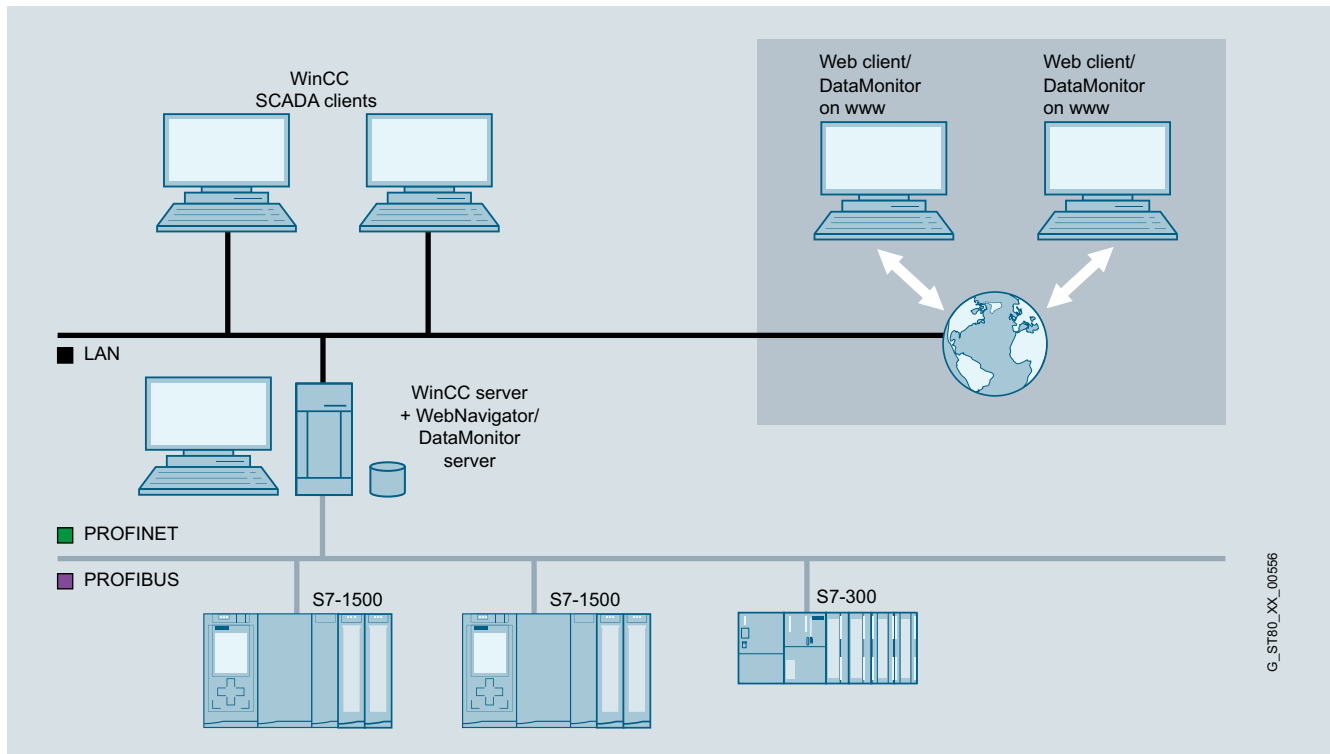 WinCC
SCADA clients
Web client/
DataMonitor
on www
Web client/
DataMonitor
on www
LAN
WinCC server
+ WebNavigator/
DataMonitor
server
PROFINET
PROFIBUS
S7-1500
S7-1500
S7-300
G_ST80_XX_00556